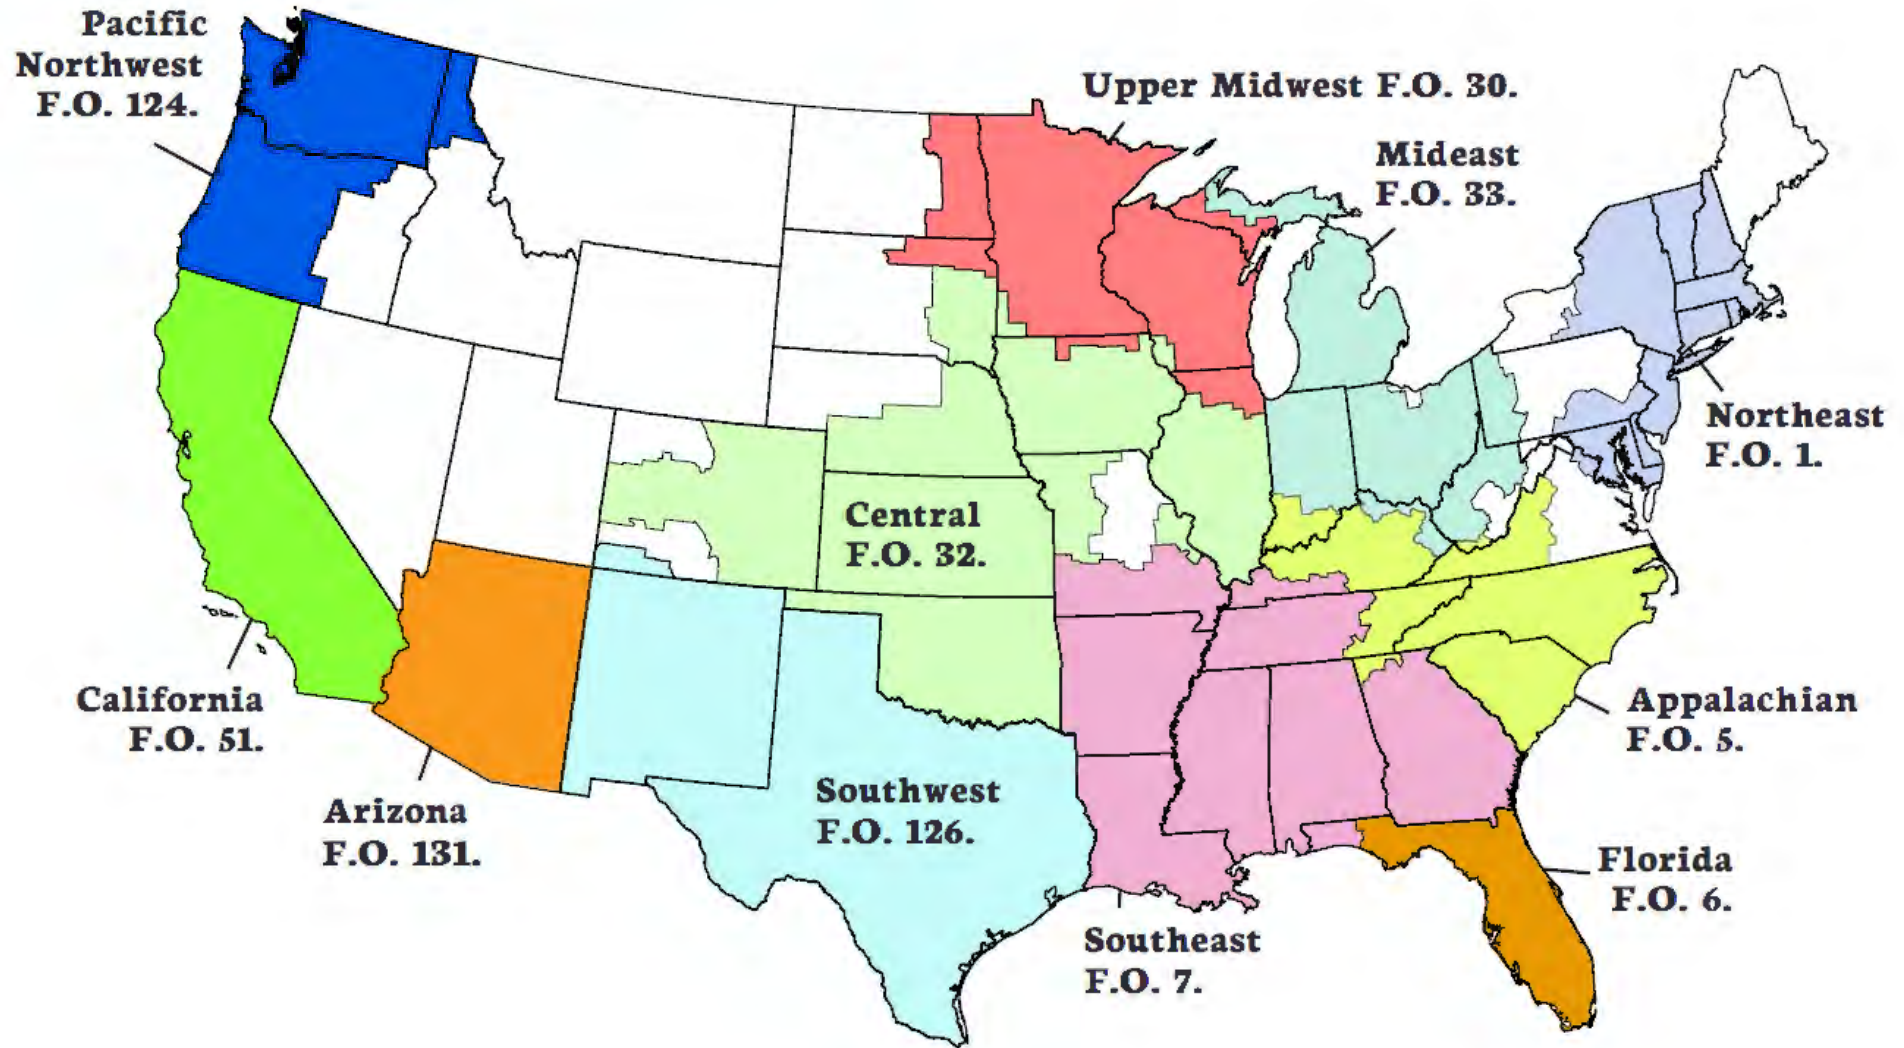 Pacific
Northwest
F.O. 124.
Upper Midwest F.O. 30.
Mideast
F.O. 33.
Northeast
F.O. 1.
Central
F.O. 32.
California
F.O. 51.
Appalachian
F.O. 5.
Arizona
F.O. 131.
Southwest
F.O. 126.
Florida
F.O. 6.
Southeast
F.O. 7.